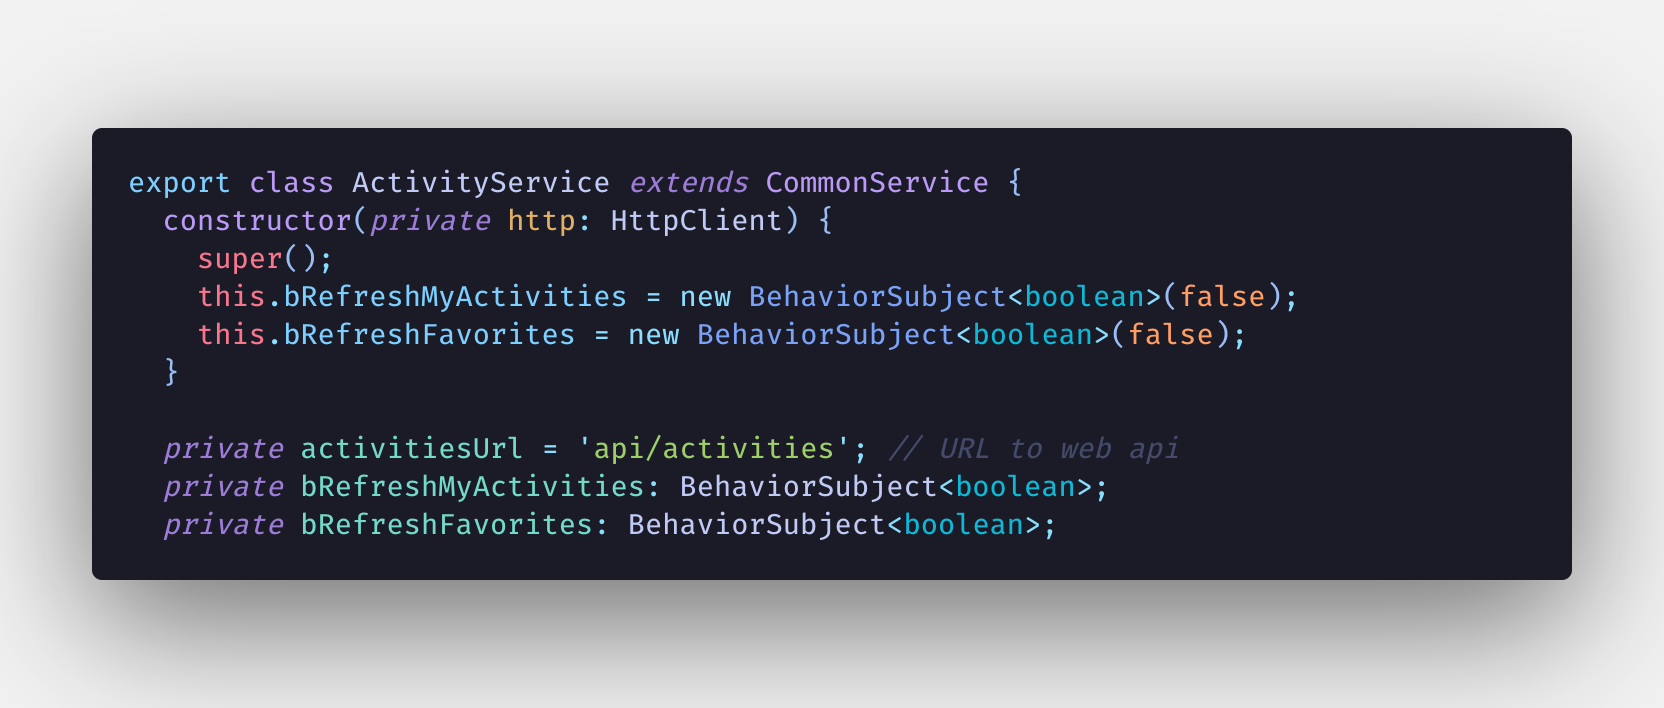 export class ActivityService extends CommonService {
  constructor(private http: HttpClient) {
    super();
    this.bRefreshMyActivities = new BehaviorSubject<boolean>(false);
    this.bRefreshFavorites = new BehaviorSubject<boolean>(false);
  }

  private activitiesUrl = 'api/activities'; // URL to web api
  private bRefreshMyActivities: BehaviorSubject<boolean>;
  private bRefreshFavorites: BehaviorSubject<boolean>;